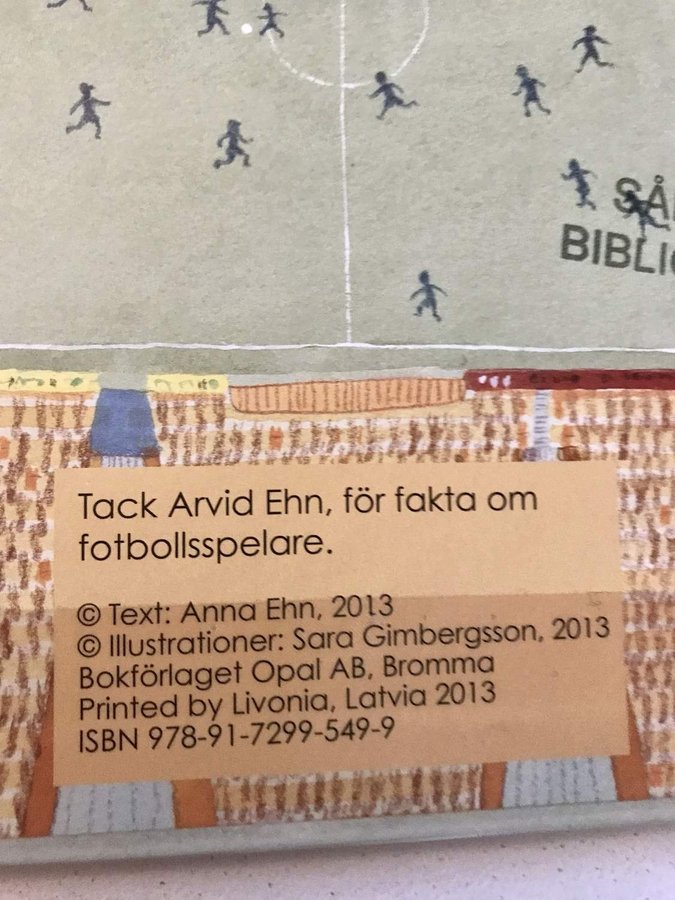 BIBLIO
Tack Arvid Ehn, för fakta om
fotbollsspelare.
© Text: Anna Ehn, 2013
© Illustrationer: Sara Gimbergsson, 2013
Bokförlaget Opal AB, Bromma
Printed by Livonia, Latvia 2013
ISBN 978-91-7299-549-9